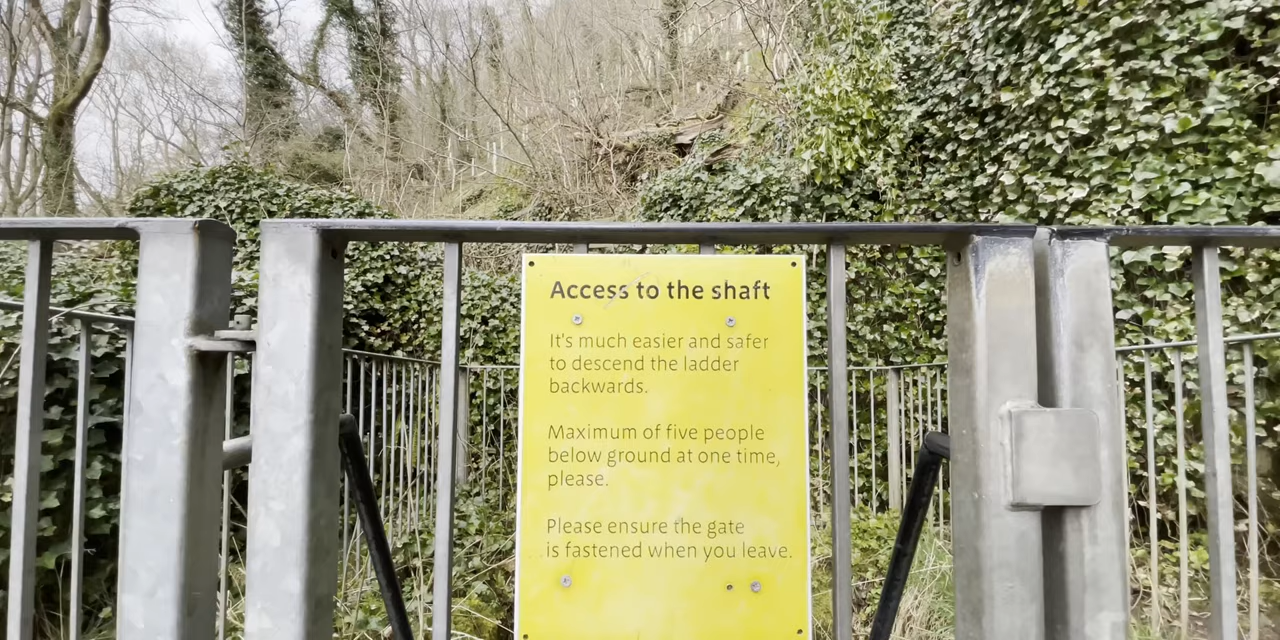 Access to the shaft
It's much easier and safer
to descend the ladder
backwards.
Maximum of five people
below ground at one time,
please.
Please ensure the gate
is fastened when you leave.